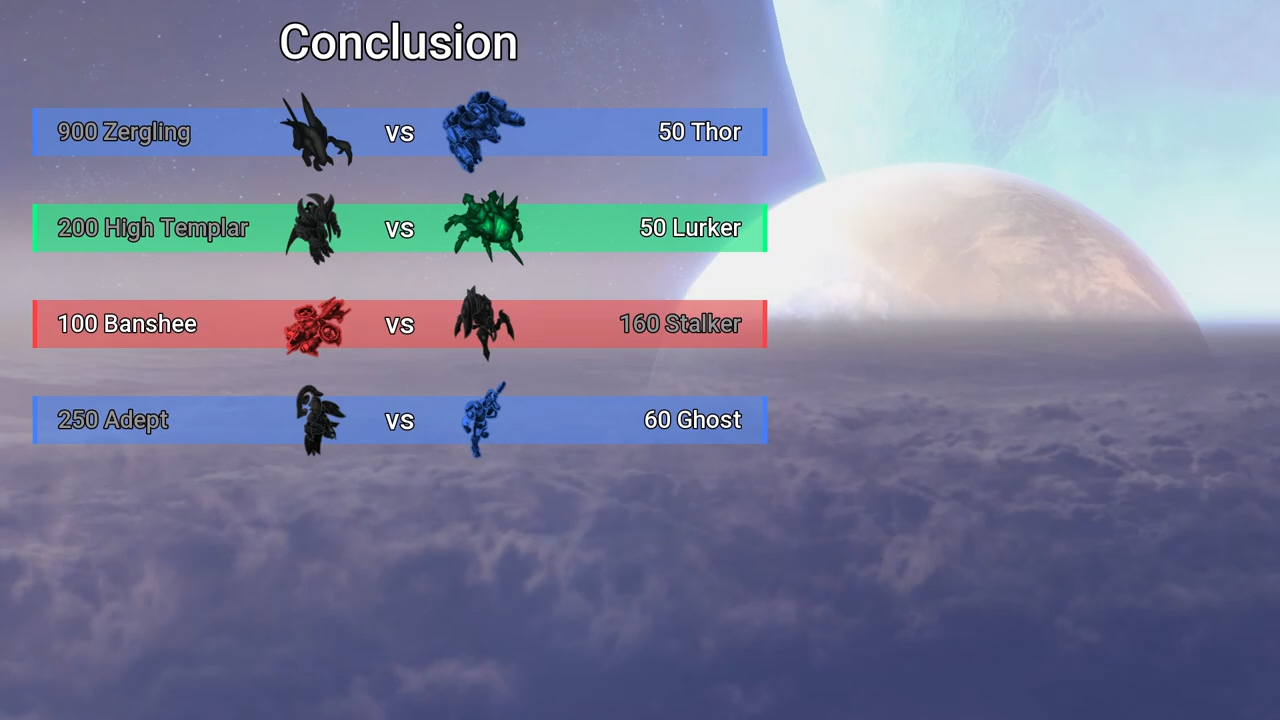 Conclusion
900 Zergling vs 50 Thor
200 High Templar vs 50 Lurker
100 Banshee vs 160 Stalker
250 Adept vs 60 Ghost